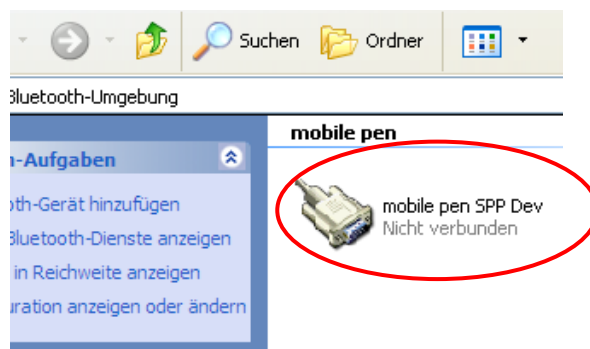 Suchen Ordner
Bluetooth-Umgebung
mobile pen
-Aufgaben
oth-Gerät hinzufügen
Bluetooth-Dienste anzeigen
in Reichweite anzeigen
uration anzeigen oder ändern
mobile pen SPP Dev
Nicht verbunden